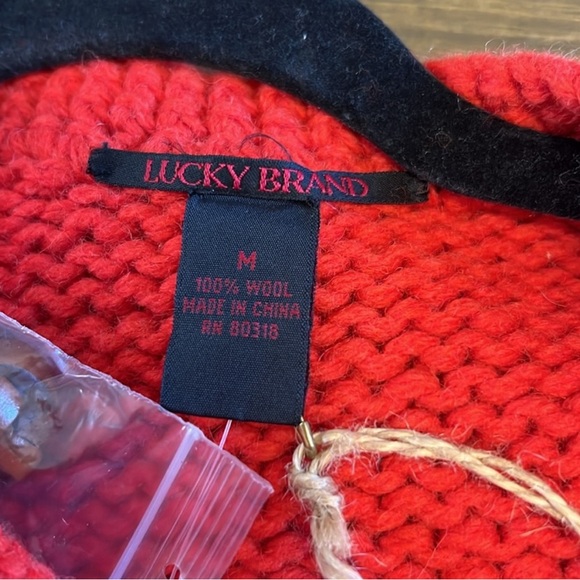 LUCKY BRAND
M
100% WOOL
MADE IN CHINA
RN 80318